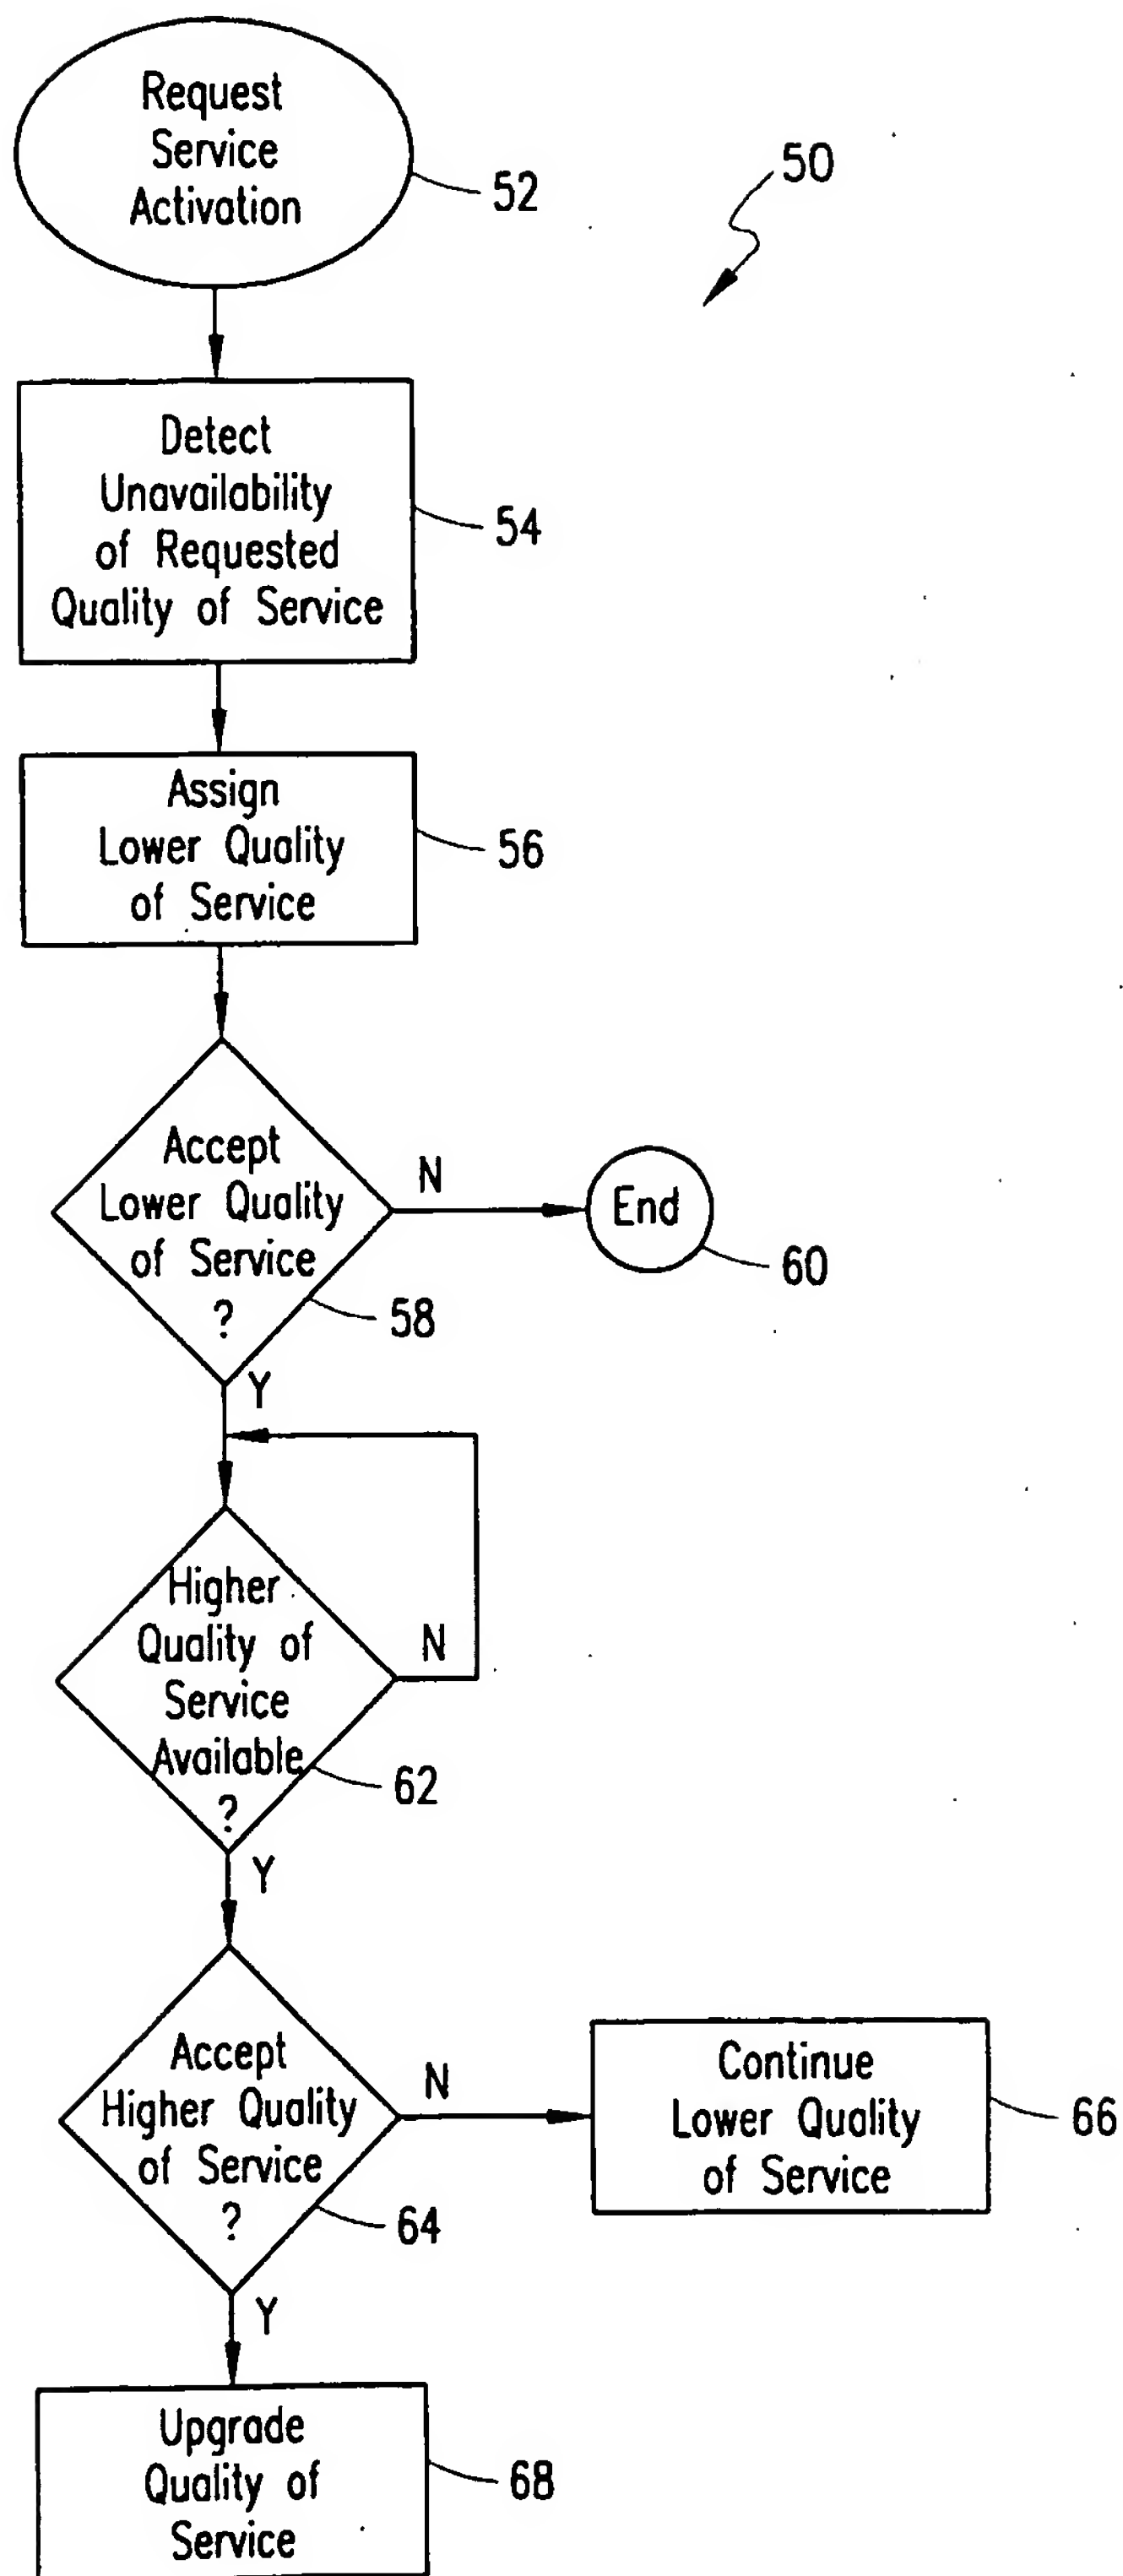 Request
Service
Activation
52
50
Detect
Unavailability
of Requested
Quality of Service
54
Assign
Lower Quality
of Service
56
Accept
Lower Quality
of Service
?
58
N
End
60
Y
Higher
Quality of
Service
Available
?
62
N
Y
Accept
Higher Quality
of Service
?
64
N
Continue
Lower Quality
of Service
66
Y
Upgrade
Quality of
Service
68